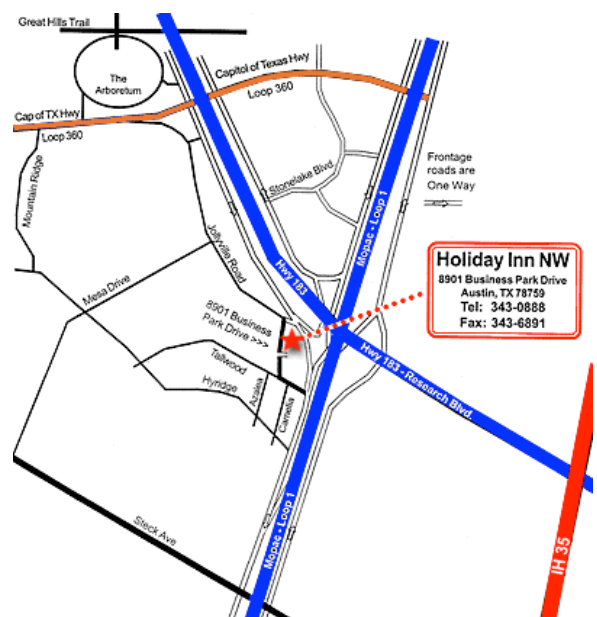 Great Hills Trail
The
Arboretum
Capitol of Texas Hwy
Loop 360
Cap of TX Hwy
Loop 360
Mountain Ridge
Stonelake Blvd.
Frontage
roads are
One Way
Mopac - Loop 1
Jollyville Road
Hwy 183
Mesa Drive
Holiday Inn NW
8901 Business Park Drive
Austin, TX 78759
Tel: 343-0888
Fax: 343-6891
8901 Business
Park Drive >>>
Hwy 183 - Research Blvd.
Tallwood
Hyridge
Azalea
Camelia
Steck Ave
Mopac - Loop 1
IH 35